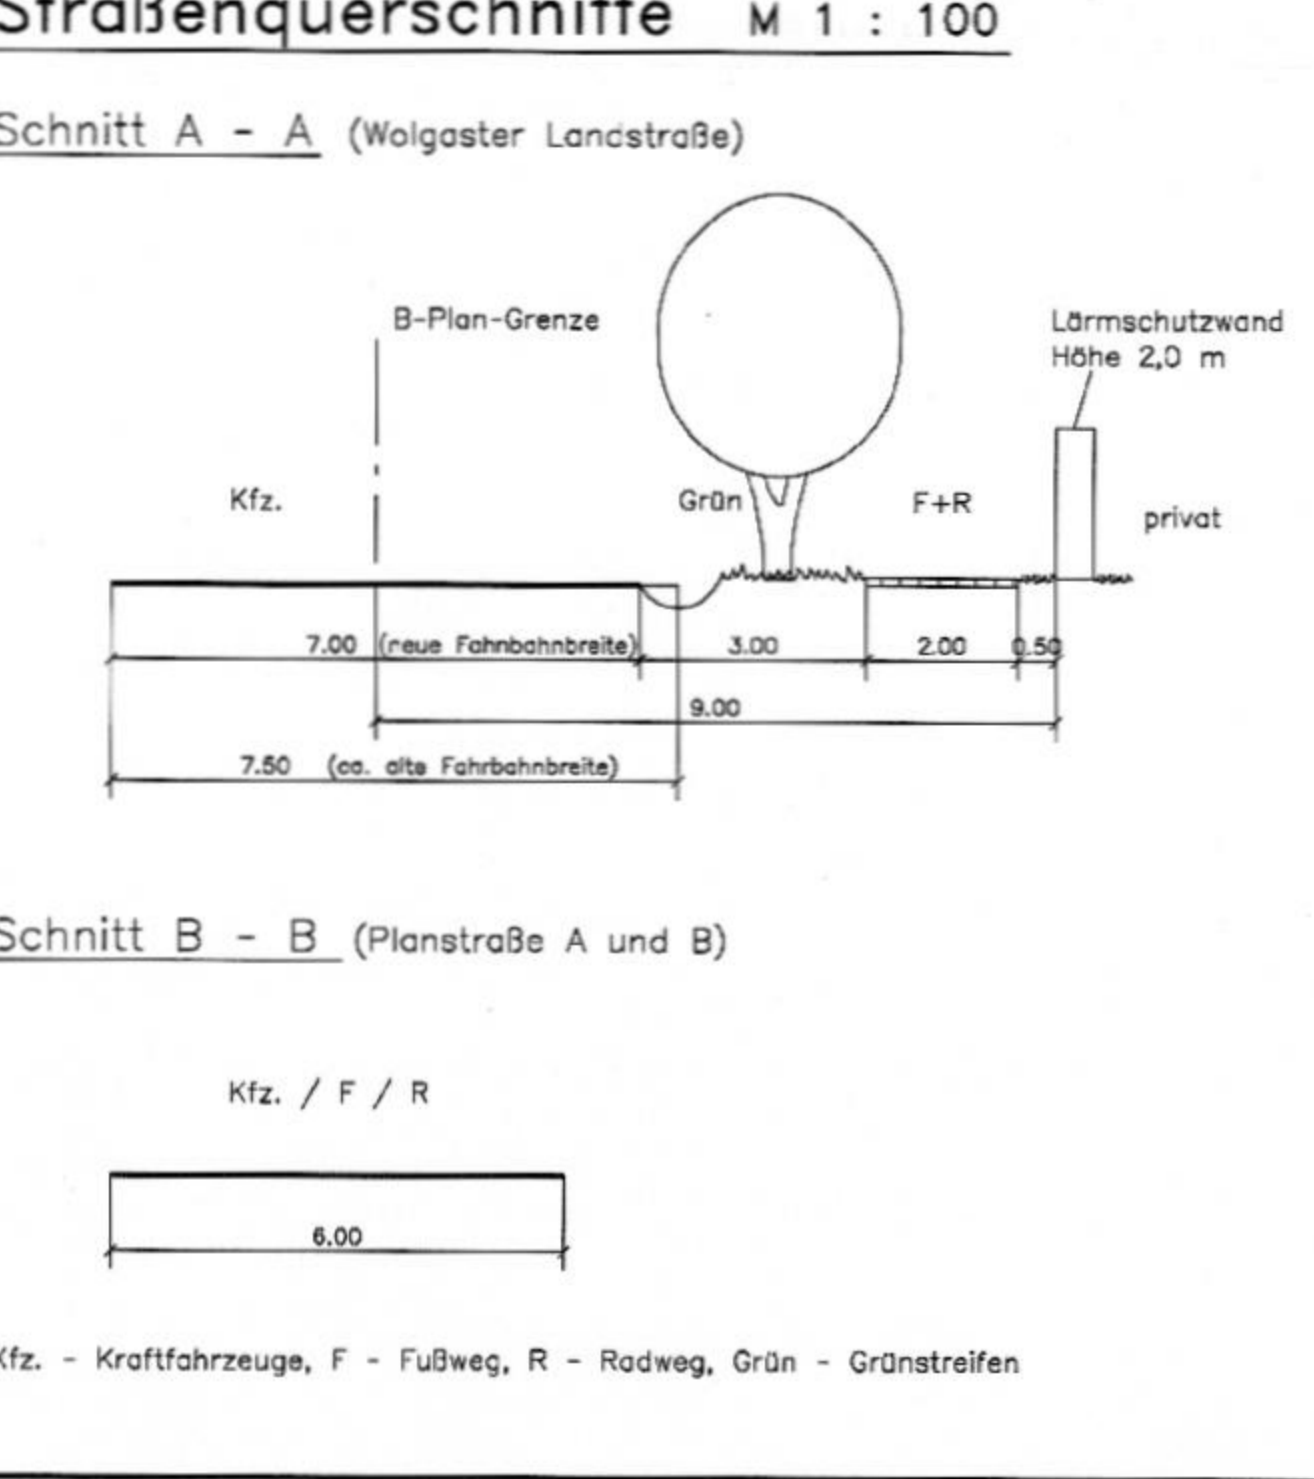 Straßenquerschnitte M 1 : 100
Schnitt A - A (Wolgaster Landstraße)
B-Plan-Grenze
Lärmschutzwand
Höhe 2,0 m
Kfz.
Grün
F+R
privat
7.00 (neue Fahnbahnbreite)
3.00
2.00
0.50
9.00
7.50 (ca. alte Fahrbahnbreite)
Schnitt B - B (Planstraße A und B)
Kfz. / F / R
6.00
Kfz. - Kraftfahrzeuge, F - Fußweg, R - Radweg, Grün - Grünstreifen